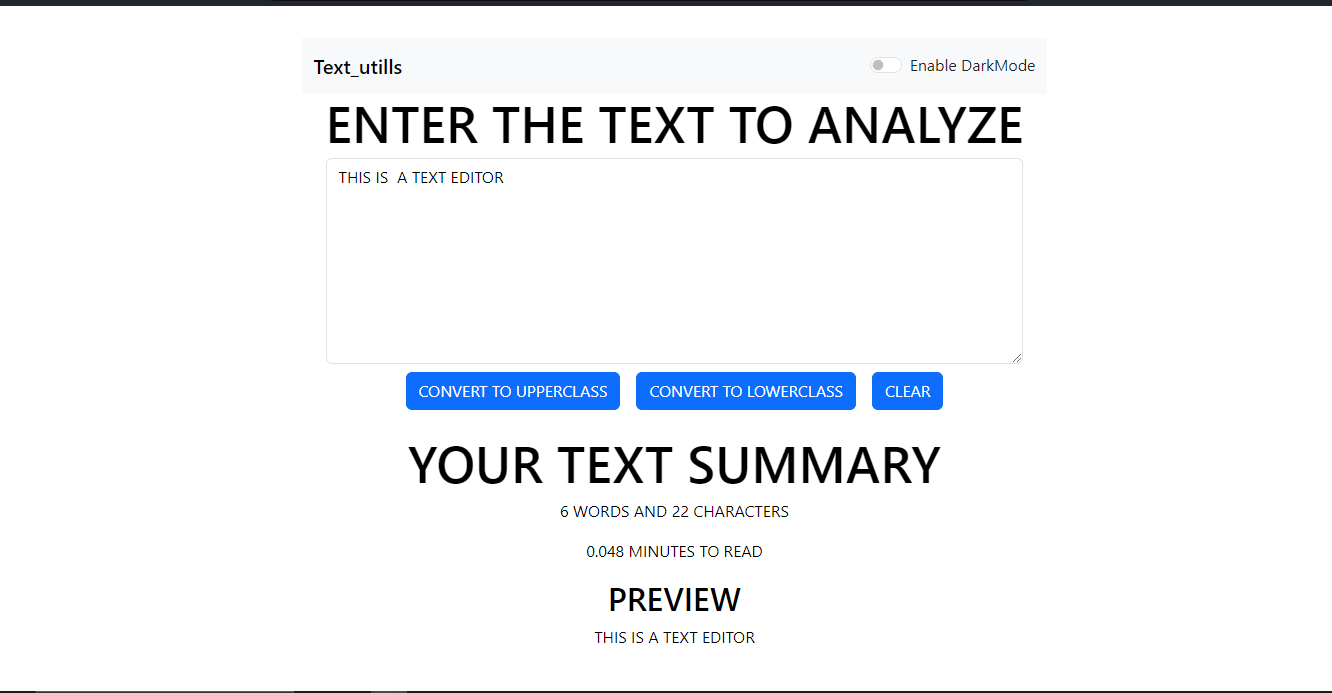 Text_utills
Enable DarkMode
ENTER THE TEXT TO ANALYZE
THIS IS  A TEXT EDITOR
CONVERT TO UPPERCLASS
CONVERT TO LOWERCLASS
CLEAR
YOUR TEXT SUMMARY
6 WORDS AND 22 CHARACTERS
0.048 MINUTES TO READ
PREVIEW
THIS IS A TEXT EDITOR